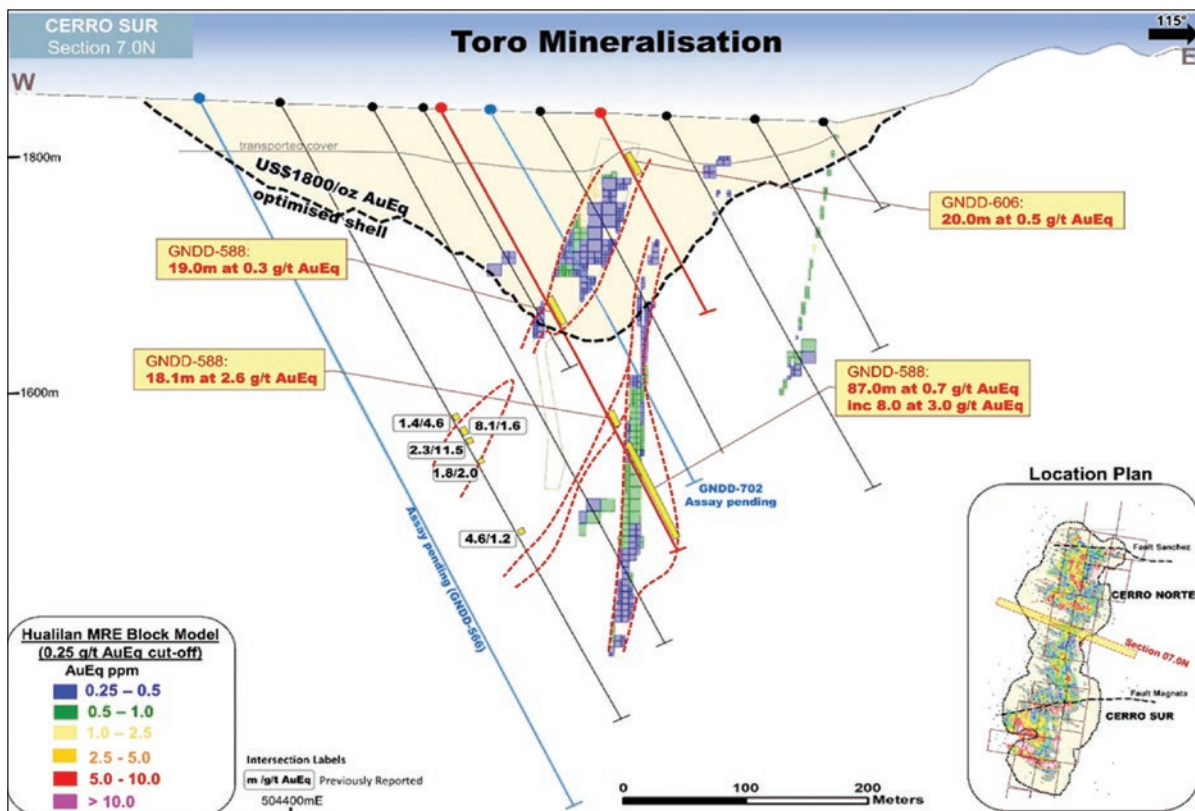 CERRO SUR
Section 7.0N
Toro Mineralisation
115°
W
E
transported cover
1800m
US$1800/oz AuEq
optimised shell
GNDD-606:
20.0m at 0.5 g/t AuEq
GNDD-588:
19.0m at 0.3 g/t AuEq
GNDD-588:
18.1m at 2.6 g/t AuEq
GNDD-588:
87.0m at 0.7 g/t AuEq
inc 8.0 at 3.0 g/t AuEq
1600m
1.4/4.6
8.1/1.6
2.3/11.5
1.8/2.0
4.6/1.2
GNDD-702
Assay pending
Assay pending (GNDD-566)
Location Plan
Fault Sanchez
CERRO NORTE
Section 07.0N
Fault Magnata
CERRO SUR
Hualilan MRE Block Model
(0.25 g/t AuEq cut-off)
AuEq ppm
0.25 – 0.5
0.5 – 1.0
1.0 – 2.5
2.5 - 5.0
5.0 - 10.0
> 10.0
Intersection Labels
m /g/t AuEq Previously Reported
504400mE
0 100 200
Meters